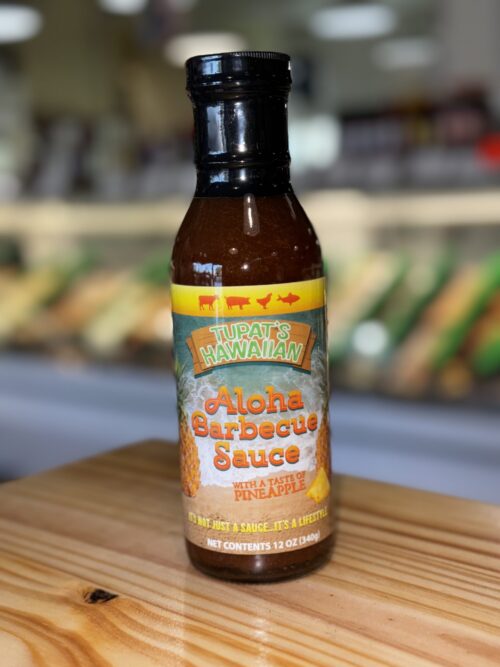 TUPAT'S
HAWAIIAN
Aloha
Barbecue
Sauce
WITH A TASTE OF
PINEAPPLE
IT'S NOT JUST A SAUCE...IT'S A LIFESTYLE
NET CONTENTS 12 OZ (340g)